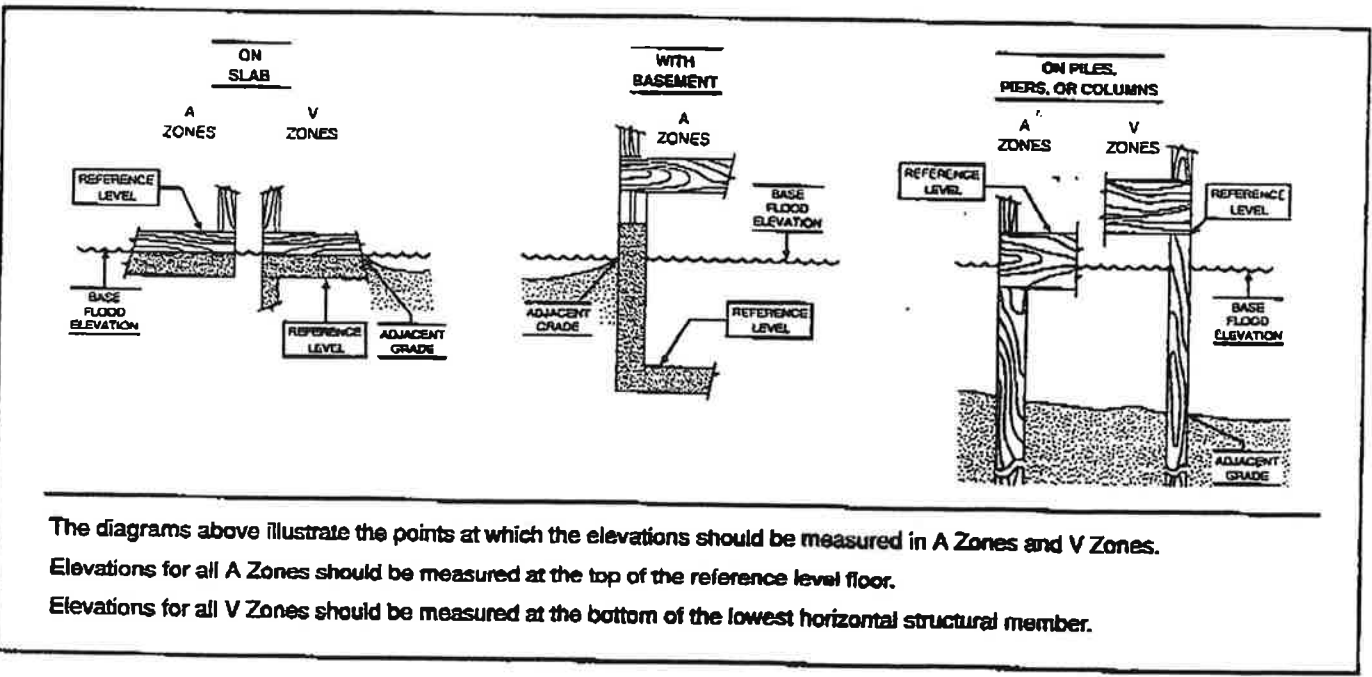 ON
SLAB
A
ZONES
V
ZONES
REFERENCE
LEVEL
BASE
FLOOD
ELEVATION
REFERENCE
LEVEL
ADJACENT
GRADE
WITH
BASEMENT
A
ZONES
BASE
FLOOD
ELEVATION
ADJACENT
GRADE
REFERENCE
LEVEL
ON PILES,
PIERS, OR COLUMNS
A
ZONES
V
ZONES
REFERENCE
LEVEL
REFERENCE
LEVEL
BASE
FLOOD
ELEVATION
ADJACENT
GRADE
The diagrams above illustrate the points at which the elevations should be measured in A Zones and V Zones.
Elevations for all A Zones should be measured at the top of the reference level floor.
Elevations for all V Zones should be measured at the bottom of the lowest horizontal structural member.